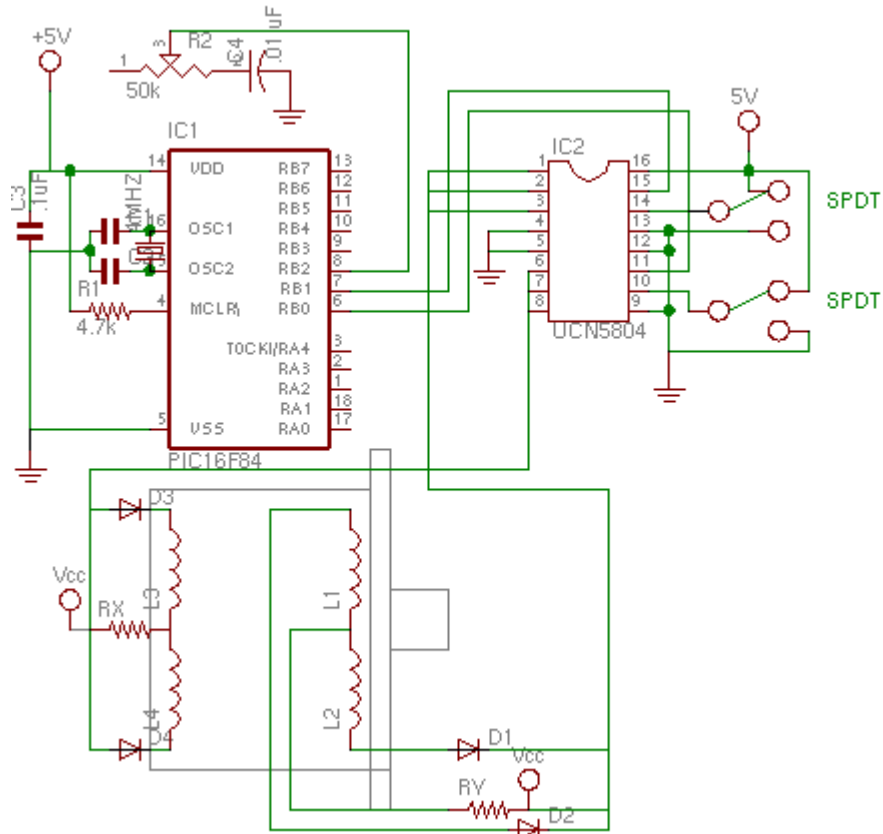 +5V
3
R2
C4
.01 uF
1
50k
IC1
5V
IC2
14
VDD
RB7
13
RB6
12
RB5
11
RB4
10
RB3
9
RB2
8
RB1
7
RB0
6
C3
.1uF
OSC1
OSC2
R1
4.7k
4
MCLR\
TOCKI/RA4
3
RA3
2
RA2
1
RA1
18
RA0
17
5
VSS
PIC16F84
1
2
3
4
5
6
7
8
16
15
14
13
12
11
10
9
UCN5804
SPDT
SPDT
D3
Vcc
RX
L3
L4
D4
L1
L2
D1
Vcc
RY
D2